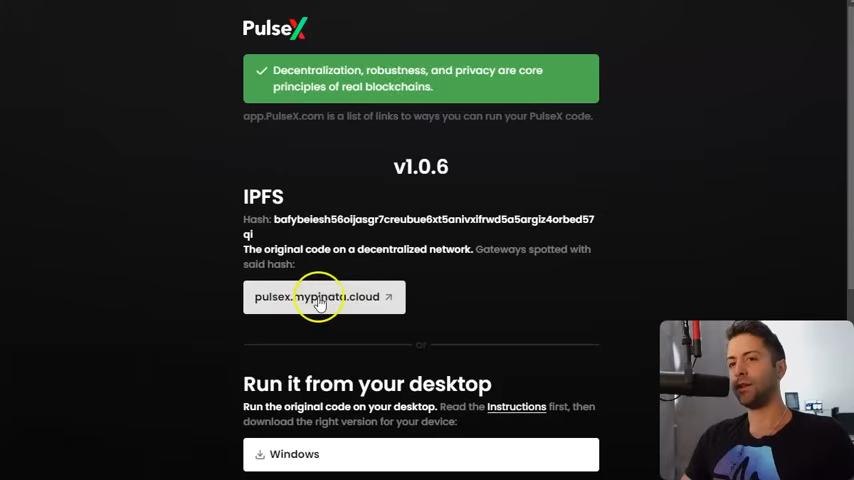 PulseX
Decentralization, robustness, and privacy are core
principles of real blockchains.
app.PulseX.com is a list of links to ways you can run your PulseX code.
v1.0.6
IPFS
Hash: bafybeiesh56oijasgr7creubue6xt5anivxifrwd5a5argiz4orbed57
qi
The original code on a decentralized network. Gateways spotted with
said hash:
pulsex.mypinata.cloud
or
Run it from your desktop
Run the original code on your desktop. Read the Instructions first, then
download the right version for your device:
Windows